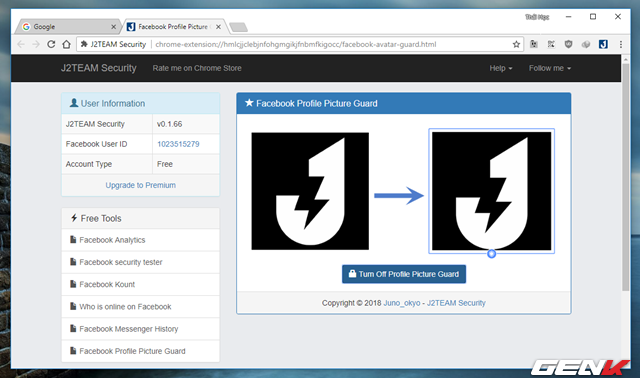 Thái Ngọc
Google
Facebook Profile Picture
J2TEAM Security
chrome-extension://hmlcjjclebjnfohgmgikjfnbmfkigocc/facebook-avatar-guard.html
J2TEAM Security
Rate me on Chrome Store
Help
Follow me
User Information
J2TEAM Security v0.1.66
Facebook User ID 1023515279
Account Type Free
Upgrade to Premium
Free Tools
Facebook Analytics
Facebook security tester
Facebook Kount
Who is online on Facebook
Facebook Messenger History
Facebook Profile Picture Guard
Facebook Profile Picture Guard
Turn Off Profile Picture Guard
Copyright © 2018 Juno_okyo - J2TEAM Security
GENK